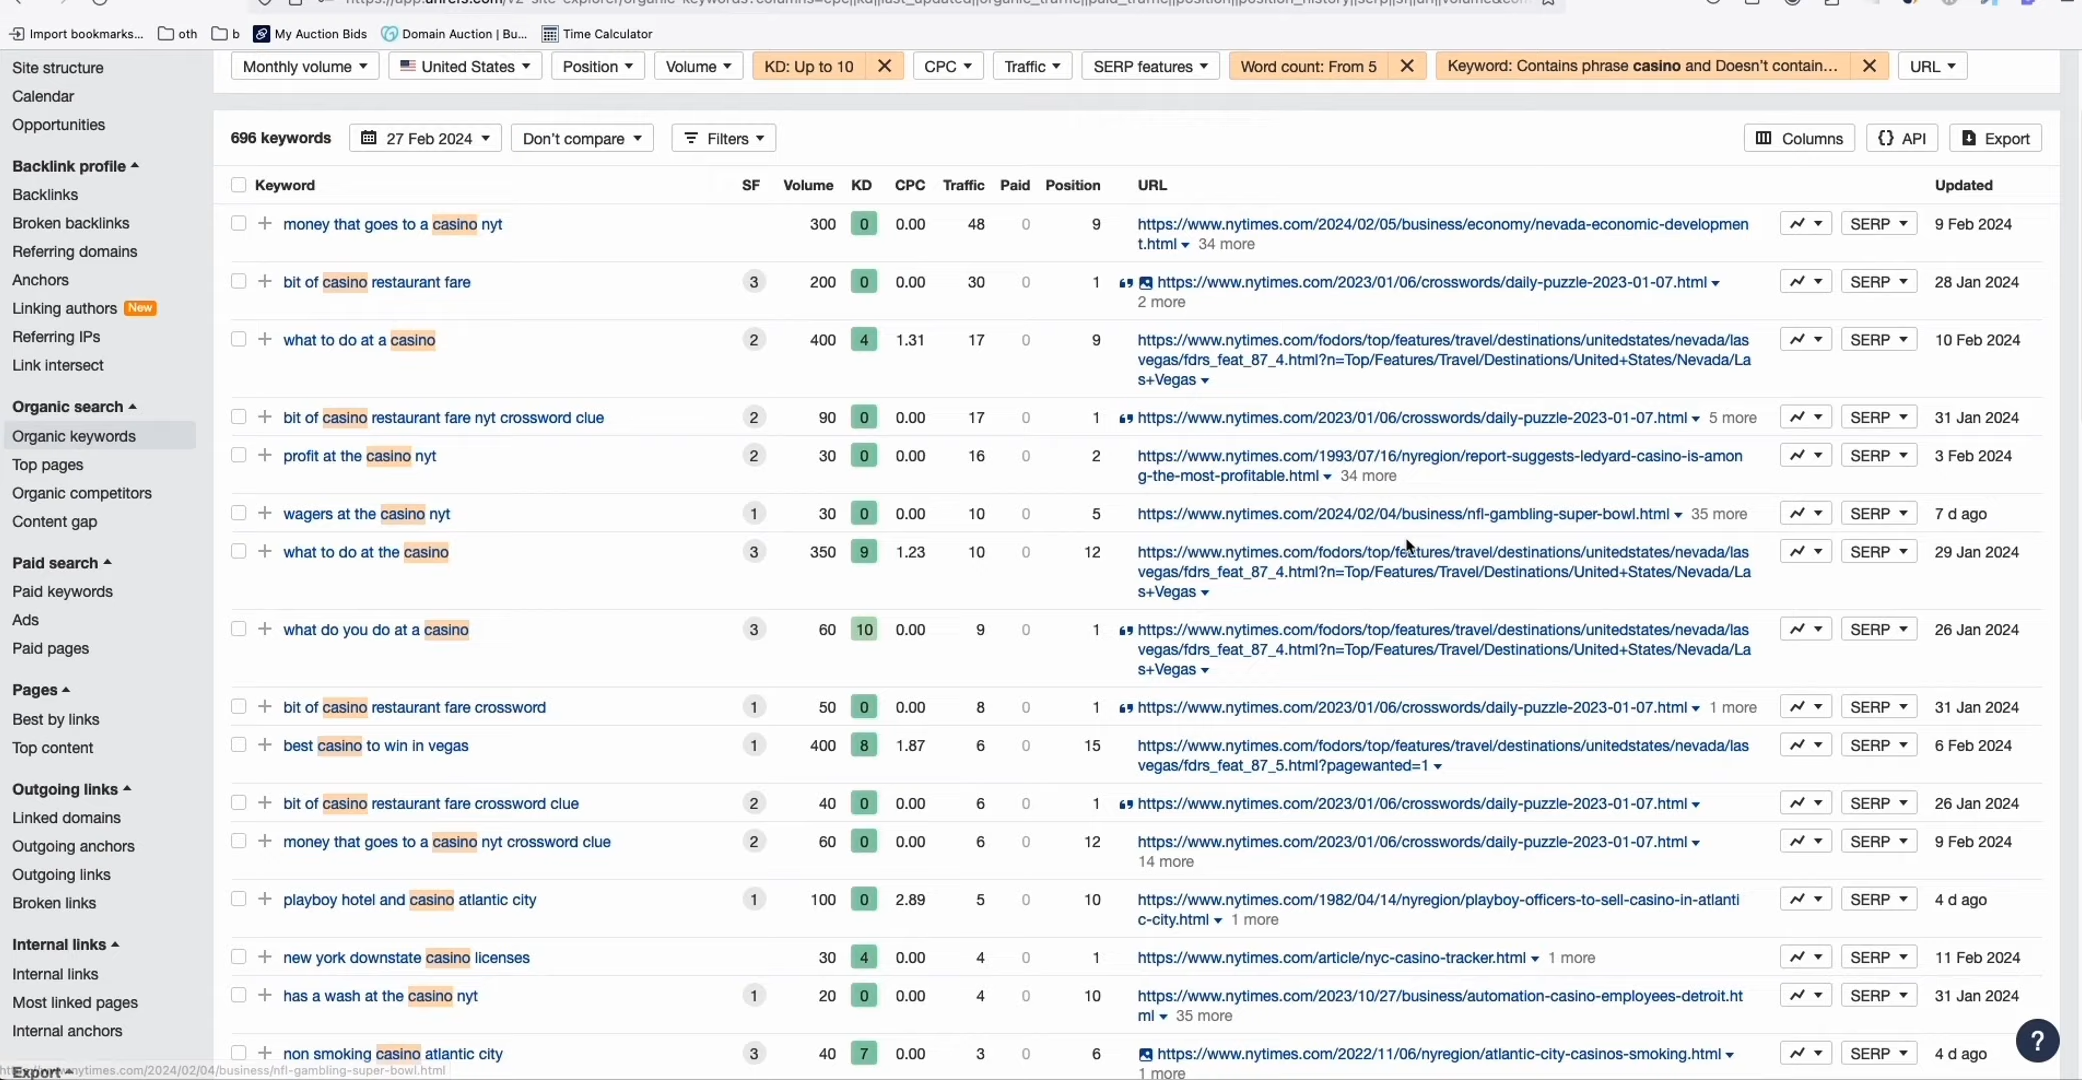 Import bookmarks...
oth
b
My Auction Bids
Domain Auction | Bu...
Time Calculator
Site structure
Calendar
Opportunities
Backlink profile
Backlinks
Broken backlinks
Referring domains
Anchors
Linking authors New
Referring IPs
Link intersect
Organic search
Organic keywords
Top pages
Organic competitors
Content gap
Paid search
Paid keywords
Ads
Paid pages
Pages
Best by links
Top content
Outgoing links
Linked domains
Outgoing anchors
Outgoing links
Broken links
Internal links
Internal links
Most linked pages
Internal anchors
Export
Monthly volume United States Position Volume KD: Up to 10 CPC Traffic SERP features Word count: From 5 Keyword: Contains phrase casino and Doesn't contain... URL
696 keywords 27 Feb 2024 Don't compare Filters Columns API Export
Keyword SF Volume KD CPC Traffic Paid Position URL Updated
money that goes to a casino nyt 300 0 0.00 48 0 9 https://www.nytimes.com/2024/02/05/business/economy/nevada-economic-developmen SERP 9 Feb 2024
t.html 34 more
bit of casino restaurant fare 3 200 0 0.00 30 0 1 https://www.nytimes.com/2023/01/06/crosswords/daily-puzzle-2023-01-07.html SERP 28 Jan 2024
2 more
what to do at a casino 2 400 4 1.31 17 0 9 https://www.nytimes.com/fodors/top/features/travel/destinations/unitedstates/nevada/las SERP 10 Feb 2024
vegas/fdrs_feat_87_4.html?n=Top/Features/Travel/Destinations/United+States/Nevada/La
s+Vegas
bit of casino restaurant fare nyt crossword clue 2 90 0 0.00 17 0 1 https://www.nytimes.com/2023/01/06/crosswords/daily-puzzle-2023-01-07.html 5 more SERP 31 Jan 2024
profit at the casino nyt 2 30 0 0.00 16 0 2 https://www.nytimes.com/1993/07/16/nyregion/report-suggests-ledyard-casino-is-amon SERP 3 Feb 2024
g-the-most-profitable.html 34 more
wagers at the casino nyt 1 30 0 0.00 10 0 5 https://www.nytimes.com/2024/02/04/business/nfl-gambling-super-bowl.html 35 more SERP 7 d ago
what to do at the casino 3 350 9 1.23 10 0 12 https://www.nytimes.com/fodors/top/features/travel/destinations/unitedstates/nevada/las SERP 29 Jan 2024
vegas/fdrs_feat_87_4.html?n=Top/Features/Travel/Destinations/United+States/Nevada/La
s+Vegas
what do you do at a casino 3 60 10 0.00 9 0 1 https://www.nytimes.com/fodors/top/features/travel/destinations/unitedstates/nevada/las SERP 26 Jan 2024
vegas/fdrs_feat_87_4.html?n=Top/Features/Travel/Destinations/United+States/Nevada/La
s+Vegas
bit of casino restaurant fare crossword 1 50 0 0.00 8 0 1 https://www.nytimes.com/2023/01/06/crosswords/daily-puzzle-2023-01-07.html 1 more SERP 31 Jan 2024
best casino to win in vegas 1 400 8 1.87 6 0 15 https://www.nytimes.com/fodors/top/features/travel/destinations/unitedstates/nevada/las SERP 6 Feb 2024
vegas/fdrs_feat_87_5.html?pagewanted=1
bit of casino restaurant fare crossword clue 2 40 0 0.00 6 0 1 https://www.nytimes.com/2023/01/06/crosswords/daily-puzzle-2023-01-07.html SERP 26 Jan 2024
money that goes to a casino nyt crossword clue 2 60 0 0.00 6 0 12 https://www.nytimes.com/2023/01/06/crosswords/daily-puzzle-2023-01-07.html SERP 9 Feb 2024
14 more
playboy hotel and casino atlantic city 1 100 0 2.89 5 0 10 https://www.nytimes.com/1982/04/14/nyregion/playboy-officers-to-sell-casino-in-atlanti SERP 4 d ago
c-city.html 1 more
new york downstate casino licenses 30 4 0.00 4 0 1 https://www.nytimes.com/article/nyc-casino-tracker.html 1 more SERP 11 Feb 2024
has a wash at the casino nyt 1 20 0 0.00 4 0 10 https://www.nytimes.com/2023/10/27/business/automation-casino-employees-detroit.ht SERP 31 Jan 2024
ml 35 more
non smoking casino atlantic city 3 40 7 0.00 3 0 6 https://www.nytimes.com/2022/11/06/nyregion/atlantic-city-casinos-smoking.html SERP 4 d ago
1 more
?